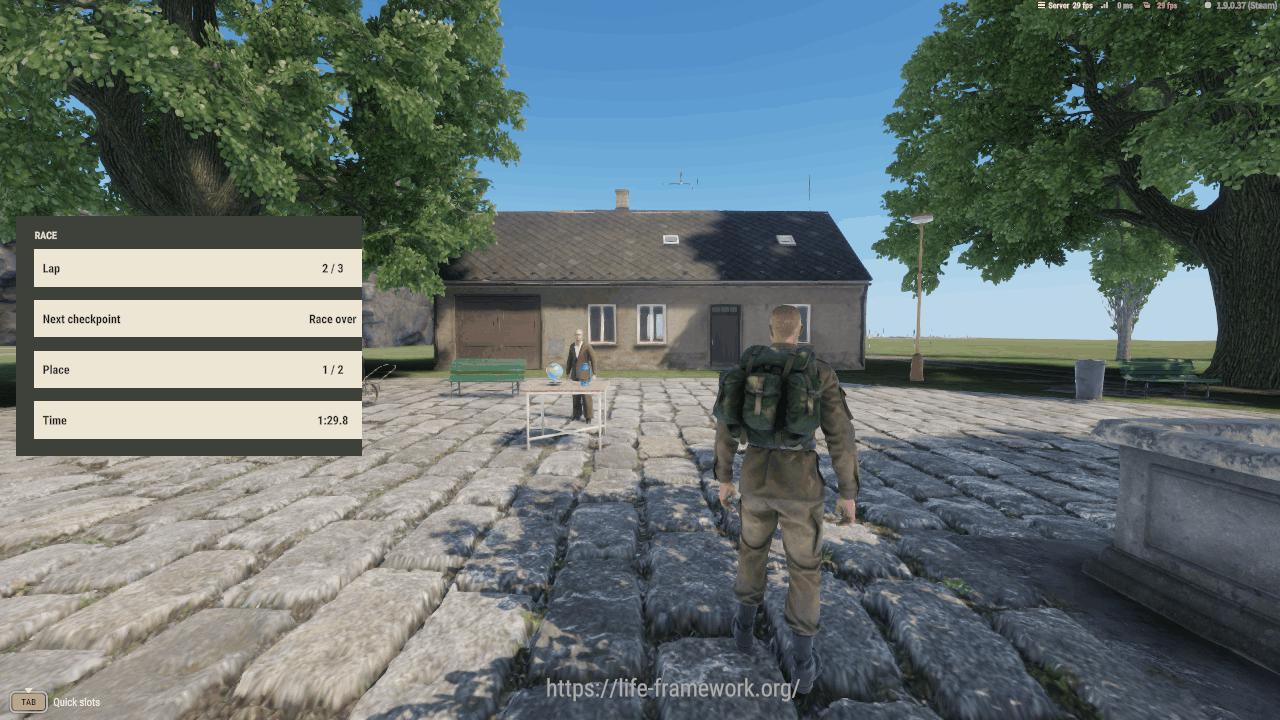 Server 29 fps 0 ms 29 fps 1.9.0.37 (Steam)
RACE
Lap 2 / 3
Next checkpoint Race over
Place 1 / 2
Time 1:29.8
https://life-framework.org/
TAB Quick slots